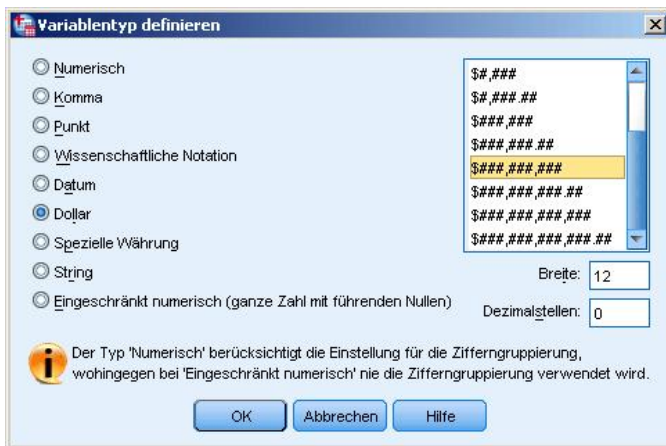 Variablentyp definieren
Numerisch
Komma
Punkt
Wissenschaftliche Notation
Datum
Dollar
Spezielle Währung
String
Eingeschränkt numerisch (ganze Zahl mit führenden Nullen)
$#,###
$#,###.##
$###,###
$###,###.##
$###,###,###
$###,###,###.##
$###,###,###,###
$###,###,###,###.##
Breite: 12
Dezimalstellen: 0
Der Typ 'Numerisch' berücksichtigt die Einstellung für die Zifferngruppierung,
wohingegen bei 'Eingeschränkt numerisch' nie die Zifferngruppierung verwendet wird.
OK Abbrechen Hilfe